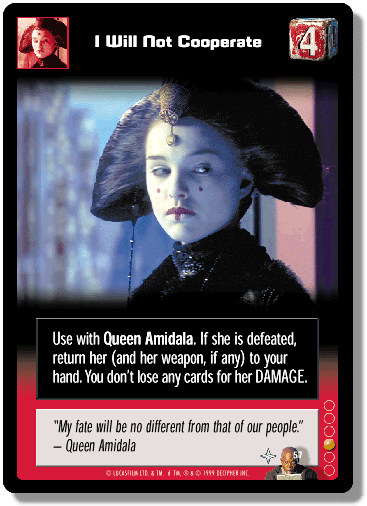 I Will Not Cooperate
4
Use with Queen Amidala. If she is defeated,
return her (and her weapon, if any) to your
hand. You don't lose any cards for her DAMAGE.
"My fate will be no different from that of our people."
– Queen Amidala
57
© LUCASFILM LTD. & TM, & TM, ® & © 1999 DECIPHER INC.